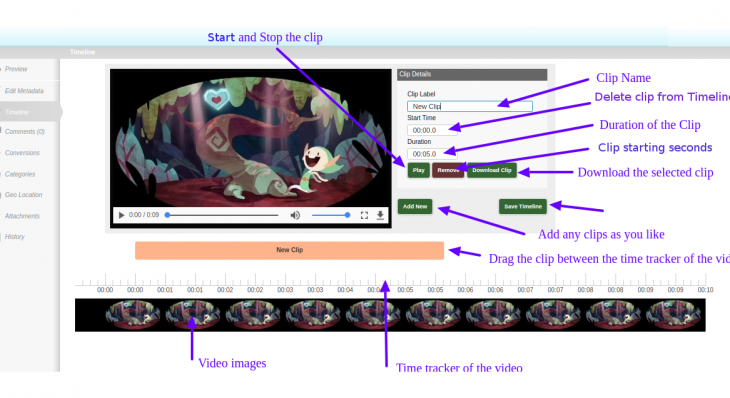 Start and Stop the clip
Timeline
Preview
Edit Metadata
Timeline
Comments (0)
Conversions
Categories
Geo Location
Attachments
History
Clip Details
Clip Label
New Clip
Start Time
00:00.0
Duration
00:05.0
Play
Remove
Download Clip
Add New
Save Timeline
Clip Name
Delete clip from Timeline
Duration of the Clip
Clip starting seconds
Download the selected clip
Add any clips as you like
Drag the clip between the time tracker of the
0:00 / 0:09
New Clip
00:00 00:00 00:01 00:01 00:02 00:02 00:03 00:04 00:04 00:05 00:05 00:06 00:06 00:07 00:07 00:08 00:08 00:09 00:09 00:10
Video images
Time tracker of the video